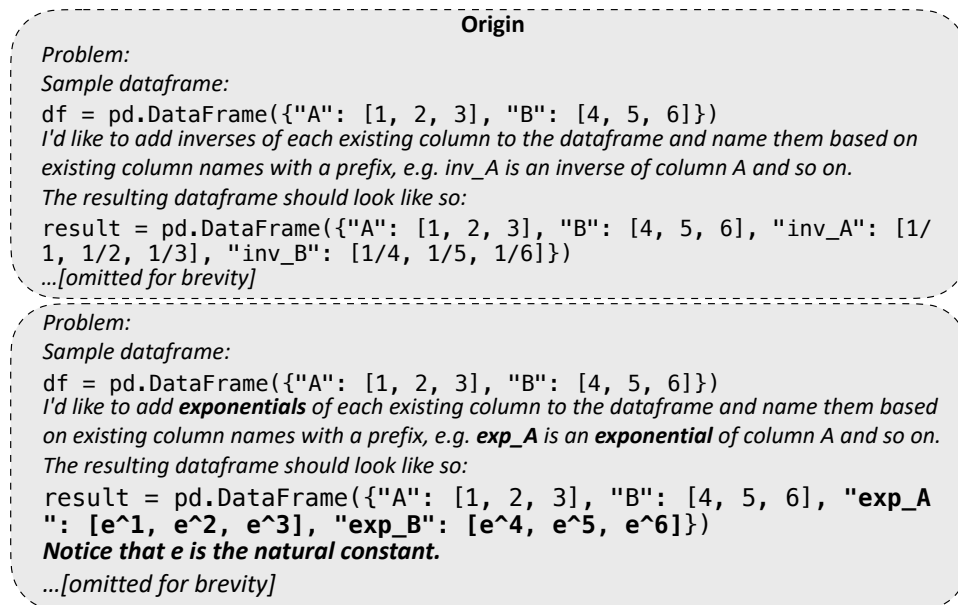 Origin
Problem:
Sample dataframe:
df = pd.DataFrame({"A": [1, 2, 3], "B": [4, 5, 6]})
I'd like to add inverses of each existing column to the dataframe and name them based on
existing column names with a prefix, e.g. inv_A is an inverse of column A and so on.
The resulting dataframe should look like so:
result = pd.DataFrame({"A": [1, 2, 3], "B": [4, 5, 6], "inv_A": [1/
1, 1/2, 1/3], "inv_B": [1/4, 1/5, 1/6]})
…[omitted for brevity]
Problem:
Sample dataframe:
df = pd.DataFrame({"A": [1, 2, 3], "B": [4, 5, 6]})
I'd like to add exponentials of each existing column to the dataframe and name them based
on existing column names with a prefix, e.g. exp_A is an exponential of column A and so on.
The resulting dataframe should look like so:
result = pd.DataFrame({"A": [1, 2, 3], "B": [4, 5, 6], "exp_A
": [e^1, e^2, e^3], "exp_B": [e^4, e^5, e^6]})
Notice that e is the natural constant.
…[omitted for brevity]